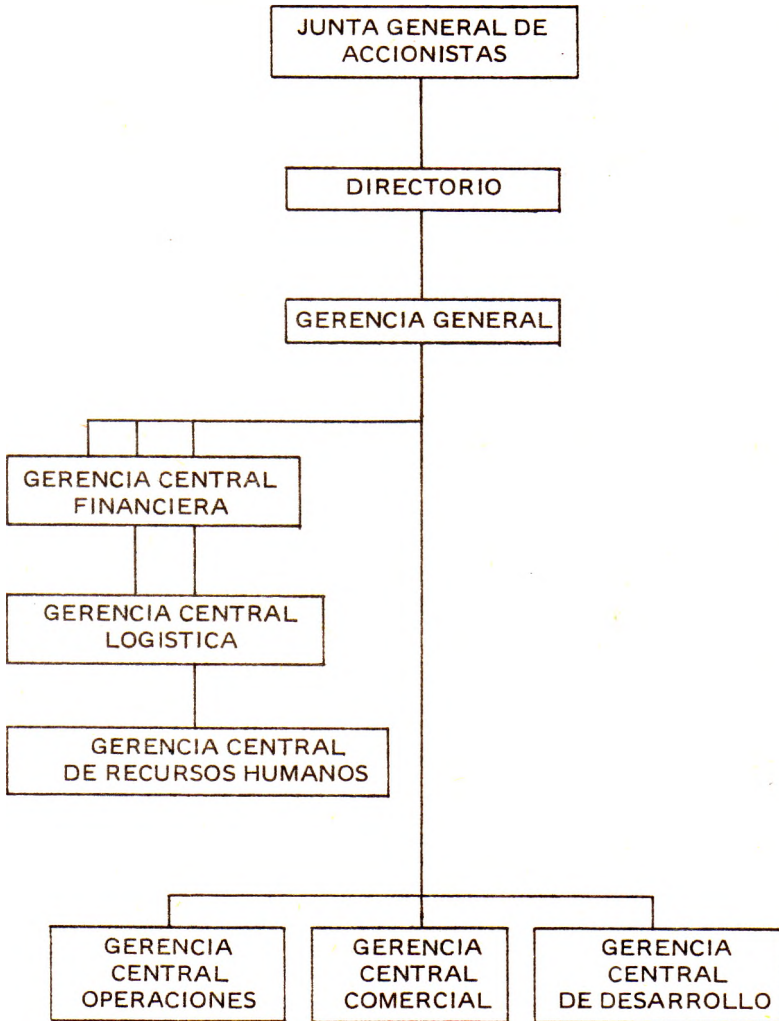 JUNTA GENERAL DE
ACCIONISTAS
DIRECTORIO
GERENCIA GENERAL
GERENCIA CENTRAL
FINANCIERA
GERENCIA CENTRAL
LOGISTICA
GERENCIA CENTRAL
DE RECURSOS HUMANOS
GERENCIA
CENTRAL
OPERACIONES
GERENCIA
CENTRAL
COMERCIAL
GERENCIA
CENTRAL
DE DESARROLLO